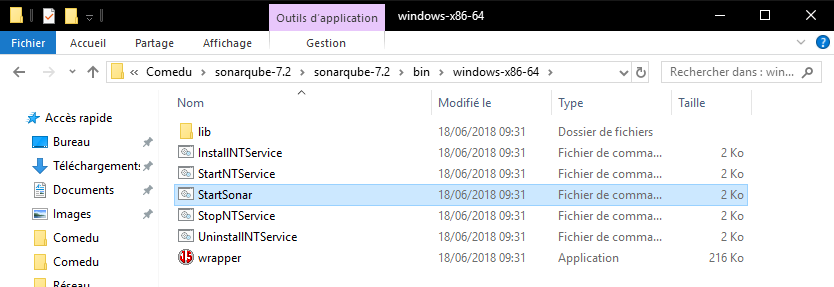 Outils d'application windows-x86-64
Fichier Accueil Partage Affichage Gestion
« Comedu > sonarqube-7.2 > sonarqube-7.2 > bin > windows-x86-64 > Rechercher dans : win...
Nom Modifié le Type Taille
Accès rapide
Bureau
Téléchargements
Documents
Images
Comedu
Comedu
Réseau
lib 18/06/2018 09:31 Dossier de fichiers
InstallNTService 18/06/2018 09:31 Fichier de comma... 2 Ko
StartNTService 18/06/2018 09:31 Fichier de comma... 2 Ko
StartSonar 18/06/2018 09:31 Fichier de comma... 2 Ko
StopNTService 18/06/2018 09:31 Fichier de comma... 2 Ko
UninstallNTService 18/06/2018 09:31 Fichier de comma... 2 Ko
wrapper 18/06/2018 09:31 Application 216 Ko